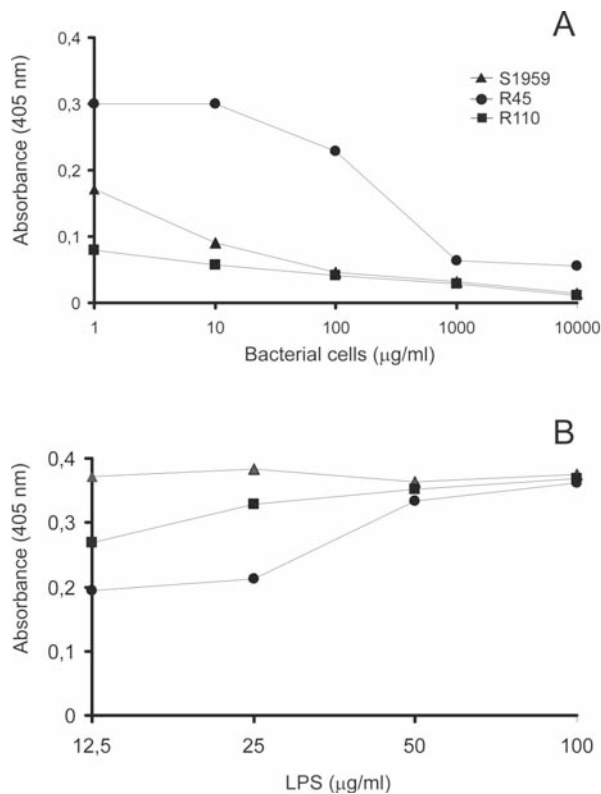 A
0,4
0,3
0,2
0,1
0
Absorbance (405 nm)
S1959
R45
R110
1 10 100 1000 10000
Bacterial cells (µg/ml)
B
0,4
0,3
0,2
0,1
0
Absorbance (405 nm)
12,5 25 50 100
LPS (µg/ml)